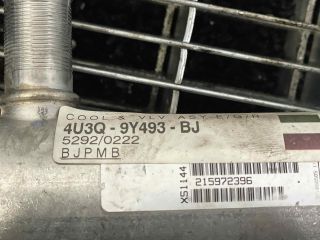 COOL & VLV ASY-E/G/R
4U3Q - 9Y493 - BJ
5292/0222
BJPMB
XS1144
215972396